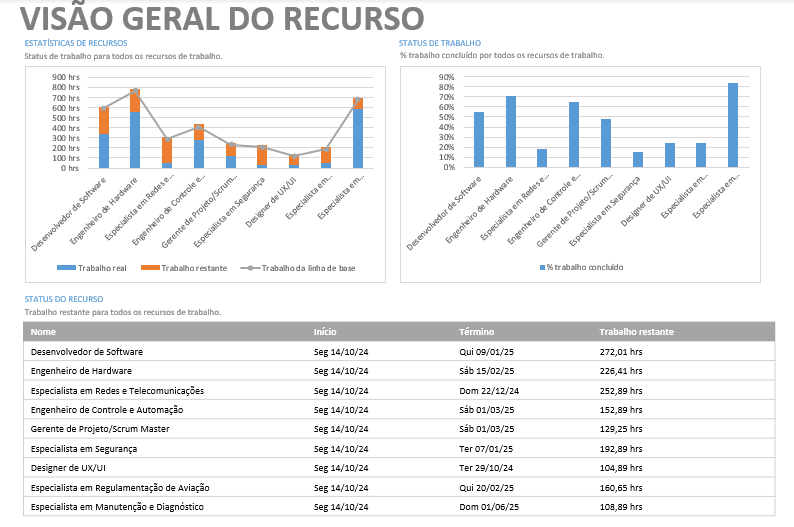 VISÃO GERAL DO RECURSO
ESTATÍSTICAS DE RECURSOS
Status de trabalho para todos os recursos de trabalho.
900 hrs
800 hrs
700 hrs
600 hrs
500 hrs
400 hrs
300 hrs
200 hrs
100 hrs
0 hrs
Desenvolvedor de Software
Engenheiro de Hardware
Especialista em Redes e...
Engenheiro de Controle e...
Gerente de Projeto/Scrum...
Especialista em Segurança
Designer de UX/UI
Especialista em...
Especialista em...
Trabalho real Trabalho restante Trabalho da linha de base
STATUS DE TRABALHO
% trabalho concluído por todos os recursos de trabalho.
90%
80%
70%
60%
50%
40%
30%
20%
10%
0%
Desenvolvedor de Software
Engenheiro de Hardware
Especialista em Redes e...
Engenheiro de Controle e...
Gerente de Projeto/Scrum...
Especialista em Segurança
Designer de UX/UI
Especialista em...
Especialista em...
% trabalho concluído
STATUS DO RECURSO
Trabalho restante para todos os recursos de trabalho.
Nome Início Término Trabalho restante
Desenvolvedor de Software Seg 14/10/24 Qui 09/01/25 272,01 hrs
Engenheiro de Hardware Seg 14/10/24 Sáb 15/02/25 226,41 hrs
Especialista em Redes e Telecomunicações Seg 14/10/24 Dom 22/12/24 252,89 hrs
Engenheiro de Controle e Automação Seg 14/10/24 Sáb 01/03/25 152,89 hrs
Gerente de Projeto/Scrum Master Seg 14/10/24 Sáb 01/03/25 129,25 hrs
Especialista em Segurança Seg 14/10/24 Ter 07/01/25 192,89 hrs
Designer de UX/UI Seg 14/10/24 Ter 29/10/24 104,89 hrs
Especialista em Regulamentação de Aviação Seg 14/10/24 Qui 20/02/25 160,65 hrs
Especialista em Manutenção e Diagnóstico Seg 14/10/24 Dom 01/06/25 108,89 hrs